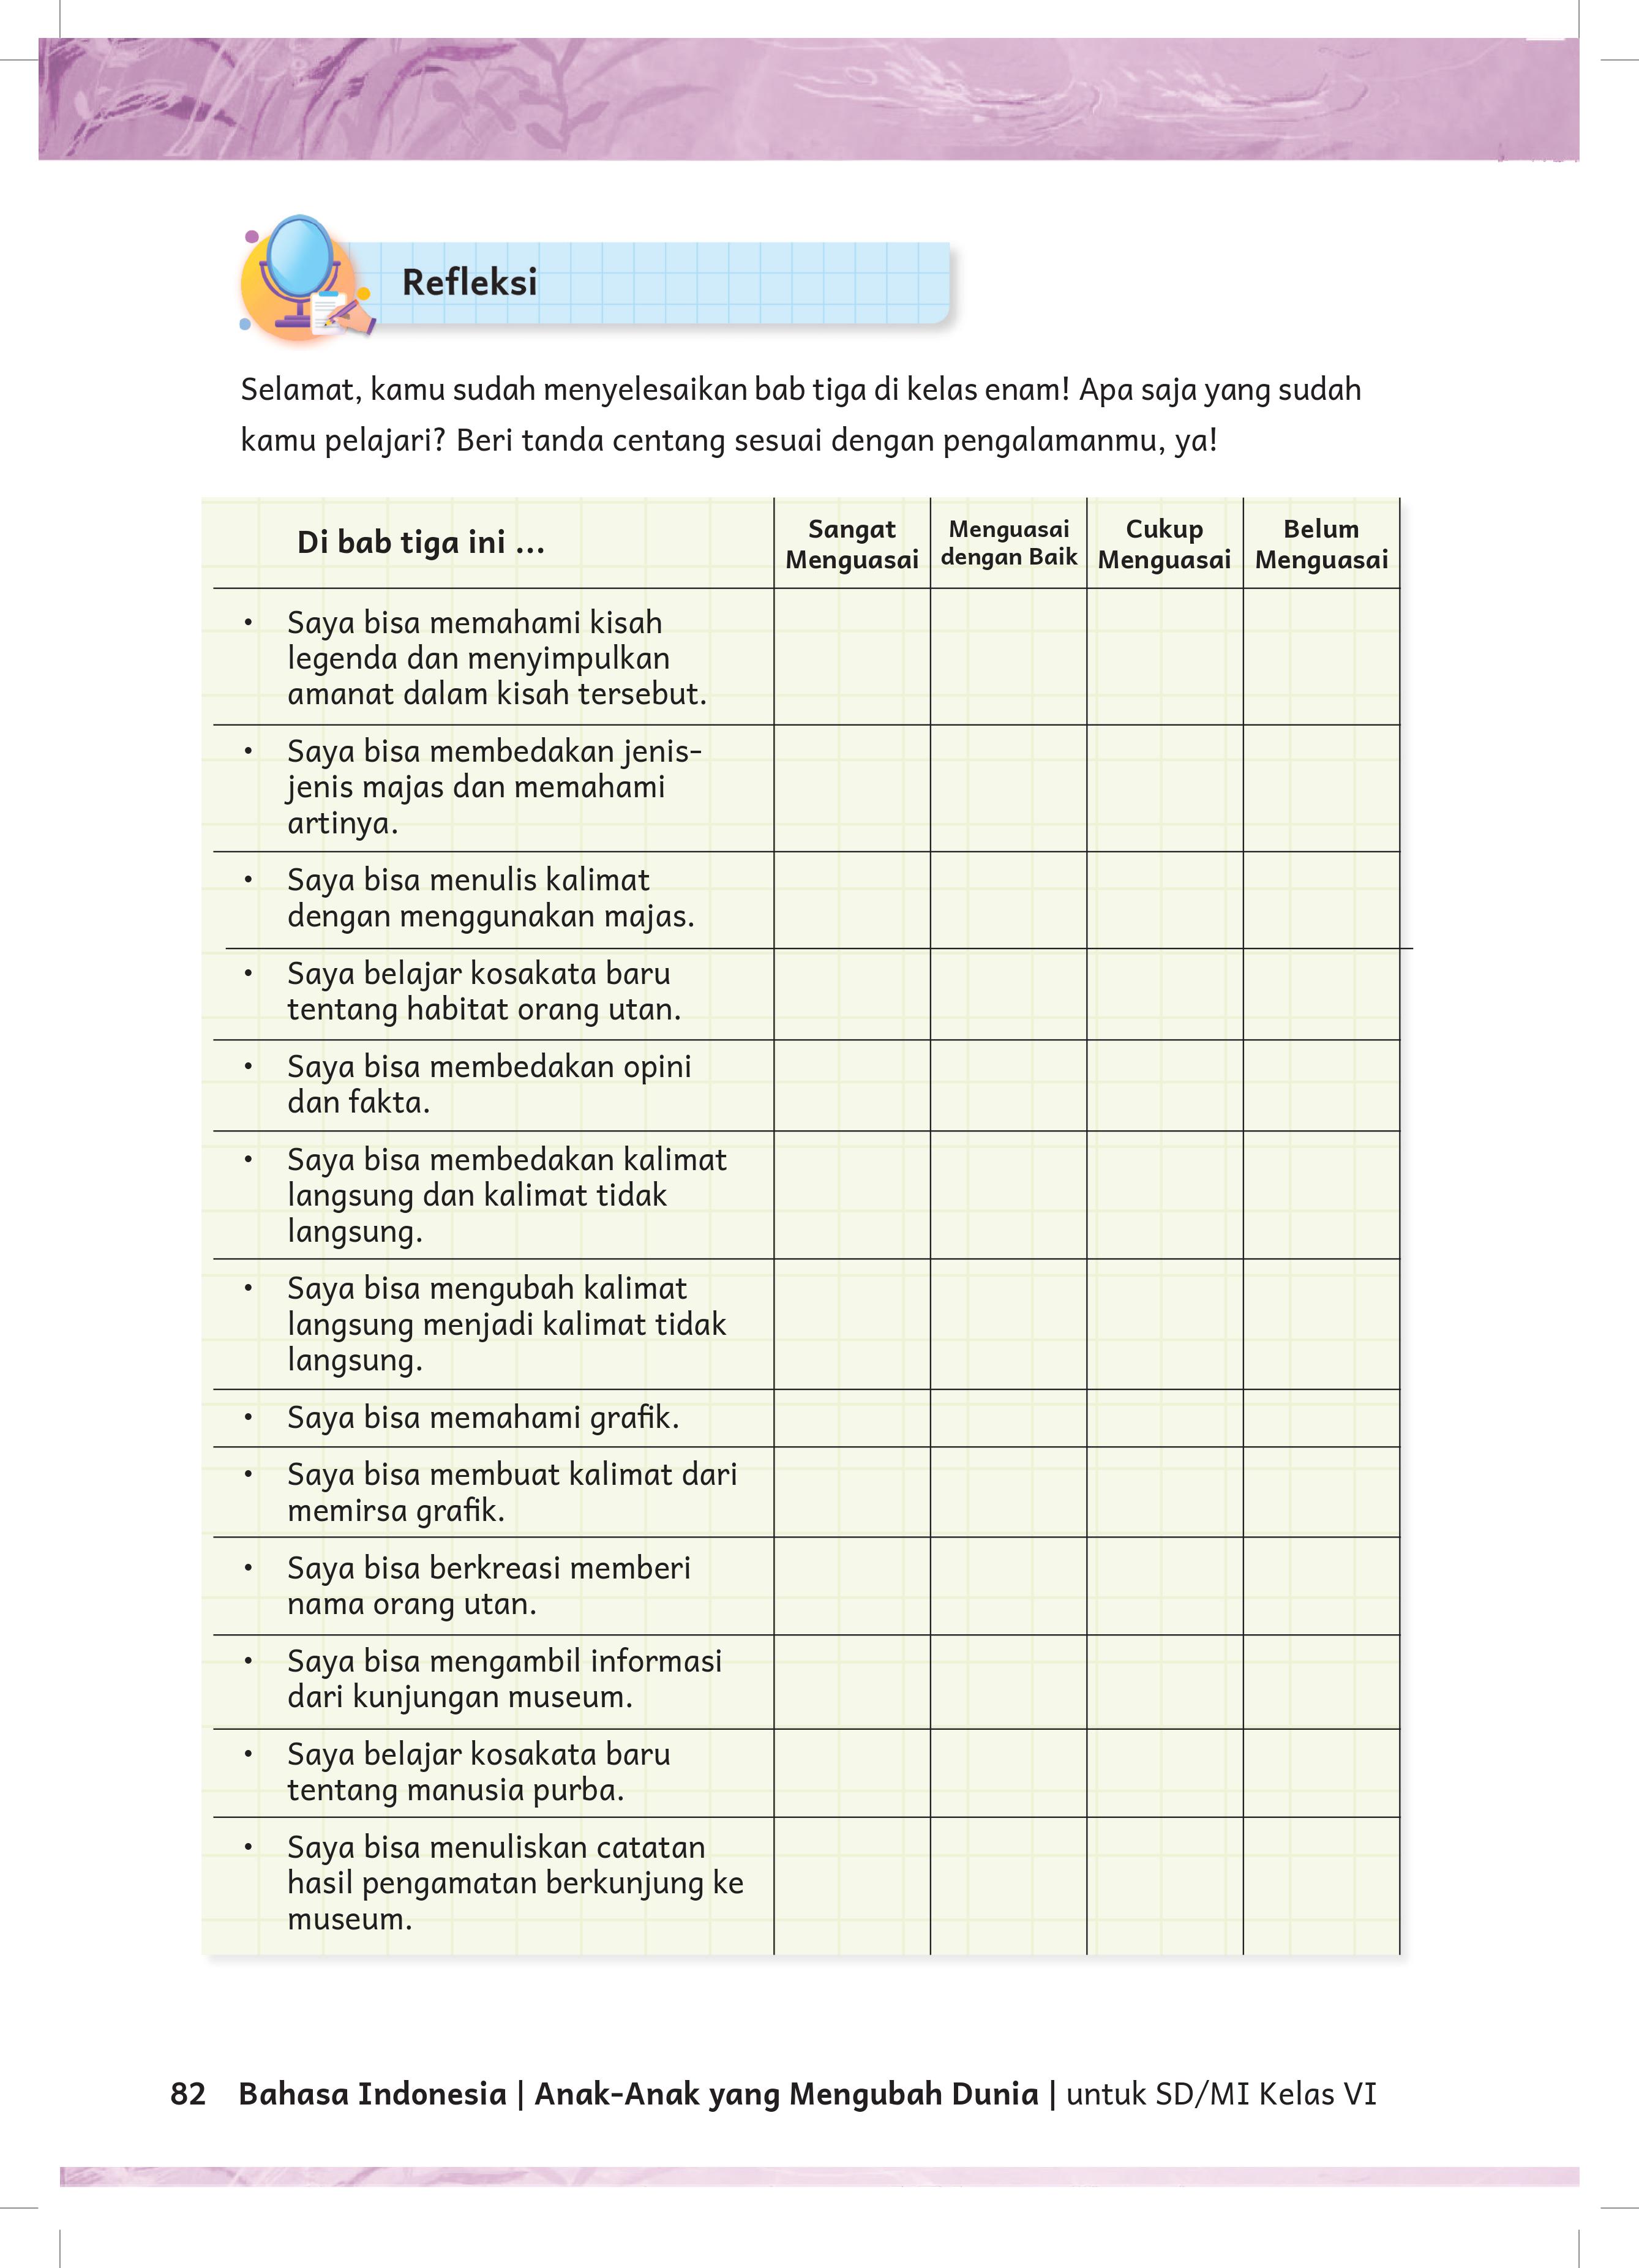 Refleksi
Selamat, kamu sudah menyelesaikan bab tiga di kelas enam! Apa saja yang sudah
kamu pelajari? Beri tanda centang sesuai dengan pengalamanmu, ya!
Di bab tiga ini ...
Sangat
Menguasai
Menguasai
dengan Baik
Cukup
Menguasai
Belum
Menguasai
• Saya bisa memahami kisah
legenda dan menyimpulkan
amanat dalam kisah tersebut.
• Saya bisa membedakan jenis-
jenis majas dan memahami
artinya.
• Saya bisa menulis kalimat
dengan menggunakan majas.
• Saya belajar kosakata baru
tentang habitat orang utan.
• Saya bisa membedakan opini
dan fakta.
• Saya bisa membedakan kalimat
langsung dan kalimat tidak
langsung.
• Saya bisa mengubah kalimat
langsung menjadi kalimat tidak
langsung.
• Saya bisa memahami grafik.
• Saya bisa membuat kalimat dari
memirsa grafik.
• Saya bisa berkreasi memberi
nama orang utan.
• Saya bisa mengambil informasi
dari kunjungan museum.
• Saya belajar kosakata baru
tentang manusia purba.
• Saya bisa menuliskan catatan
hasil pengamatan berkunjung ke
museum.
82 Bahasa Indonesia | Anak-Anak yang Mengubah Dunia | untuk SD/MI Kelas VI